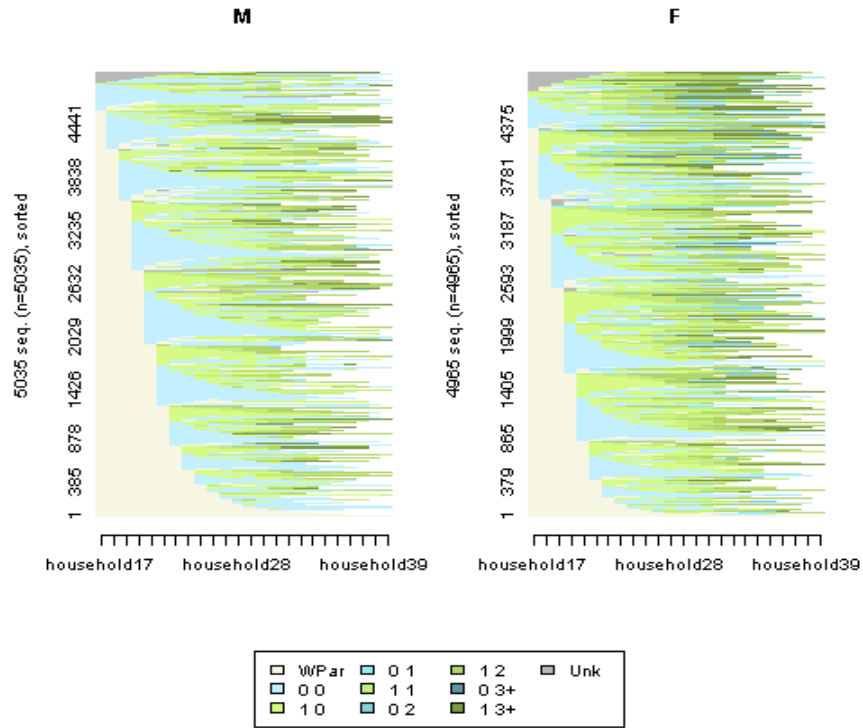 M
F
5035 seq. (n=5035), sorted
1 385 878 1426 2029 2632 3235 3838 4441
4965 seq. (n=4965), sorted
1 379 865 1405 1999 2593 3187 3781 4375
household17 household28 household39
household17 household28 household39
WPar 0 1 1 2 Unk
0 0 1 1 0 3+
1 0 0 2 1 3+